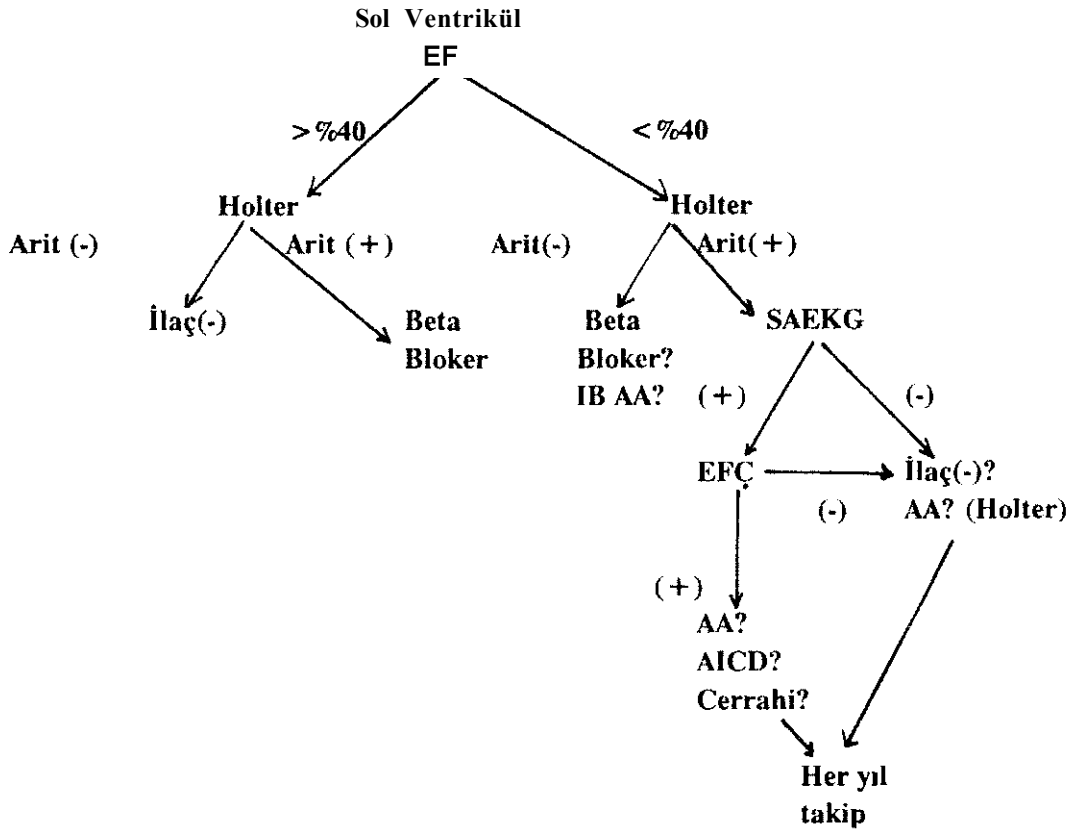 Sol Ventrikül
EF
>%40
<%40
Holter
Holter
Arit (-)
Arit (+)
Arit(-)
Arit(+)
İlaç(-)
Beta
Bloker
Beta
Bloker?
IB AA?
SAEKG
(+)
(-)
EFÇ
(-)
İlaç(-)?
AA? (Holter)
(+)
AA?
AICD?
Cerrahi?
Her yıl
takip